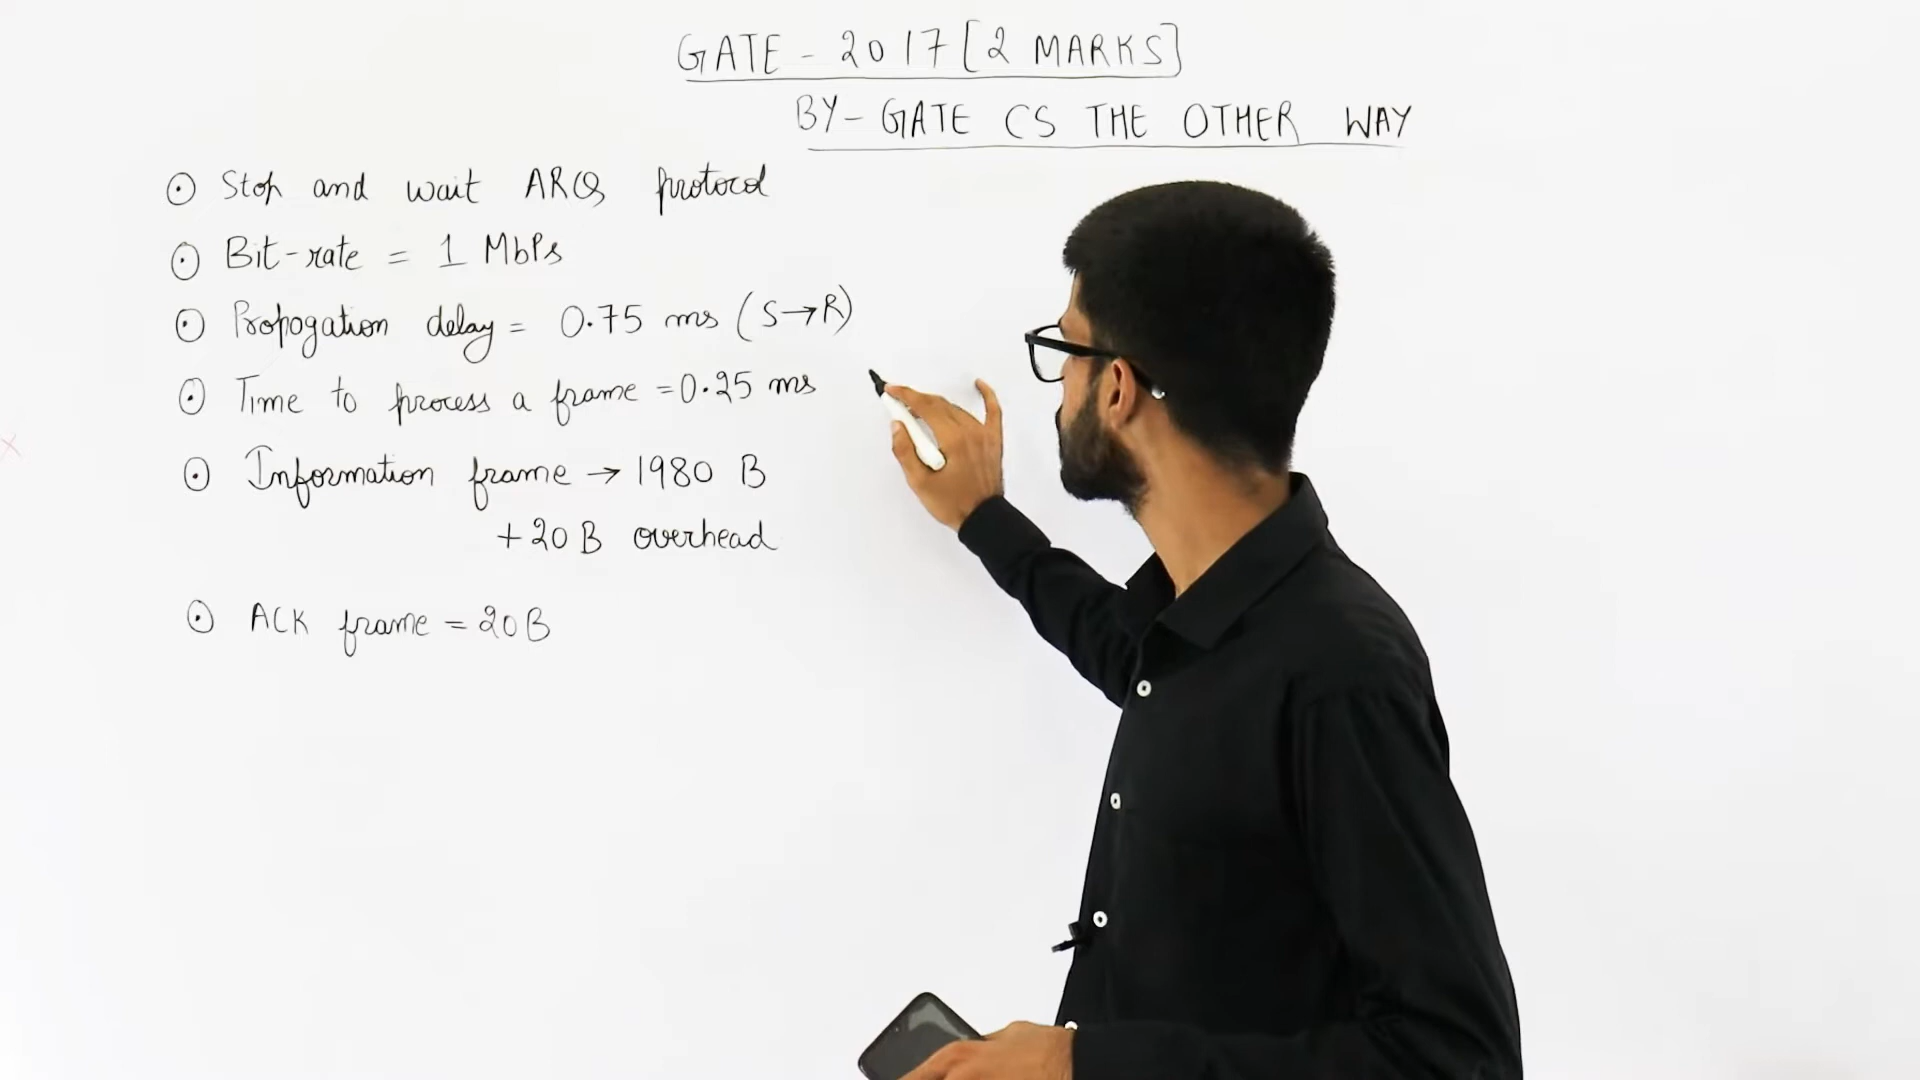 GATE - 2017 [2 MARKS]
BY - GATE CS THE OTHER WAY
Stop and wait ARQ protocol
Bit-rate = 1 MbPs
Propogation delay = 0.75 ms (S→R)
Time to process a frame = 0.25 ms
Information frame → 1980 B
+ 20 B overhead
ACK frame = 20 B